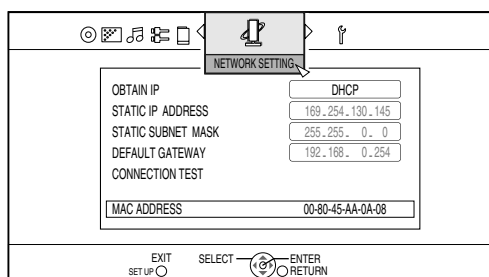 NETWORK SETTING
OBTAIN IP DHCP
STATIC IP ADDRESS 169.254.130.145
STATIC SUBNET MASK 255.255. 0. 0
DEFAULT GATEWAY 192.168. 0.254
CONNECTION TEST
MAC ADDRESS 00-80-45-AA-0A-08
EXIT SELECT ENTER
SET UP RETURN